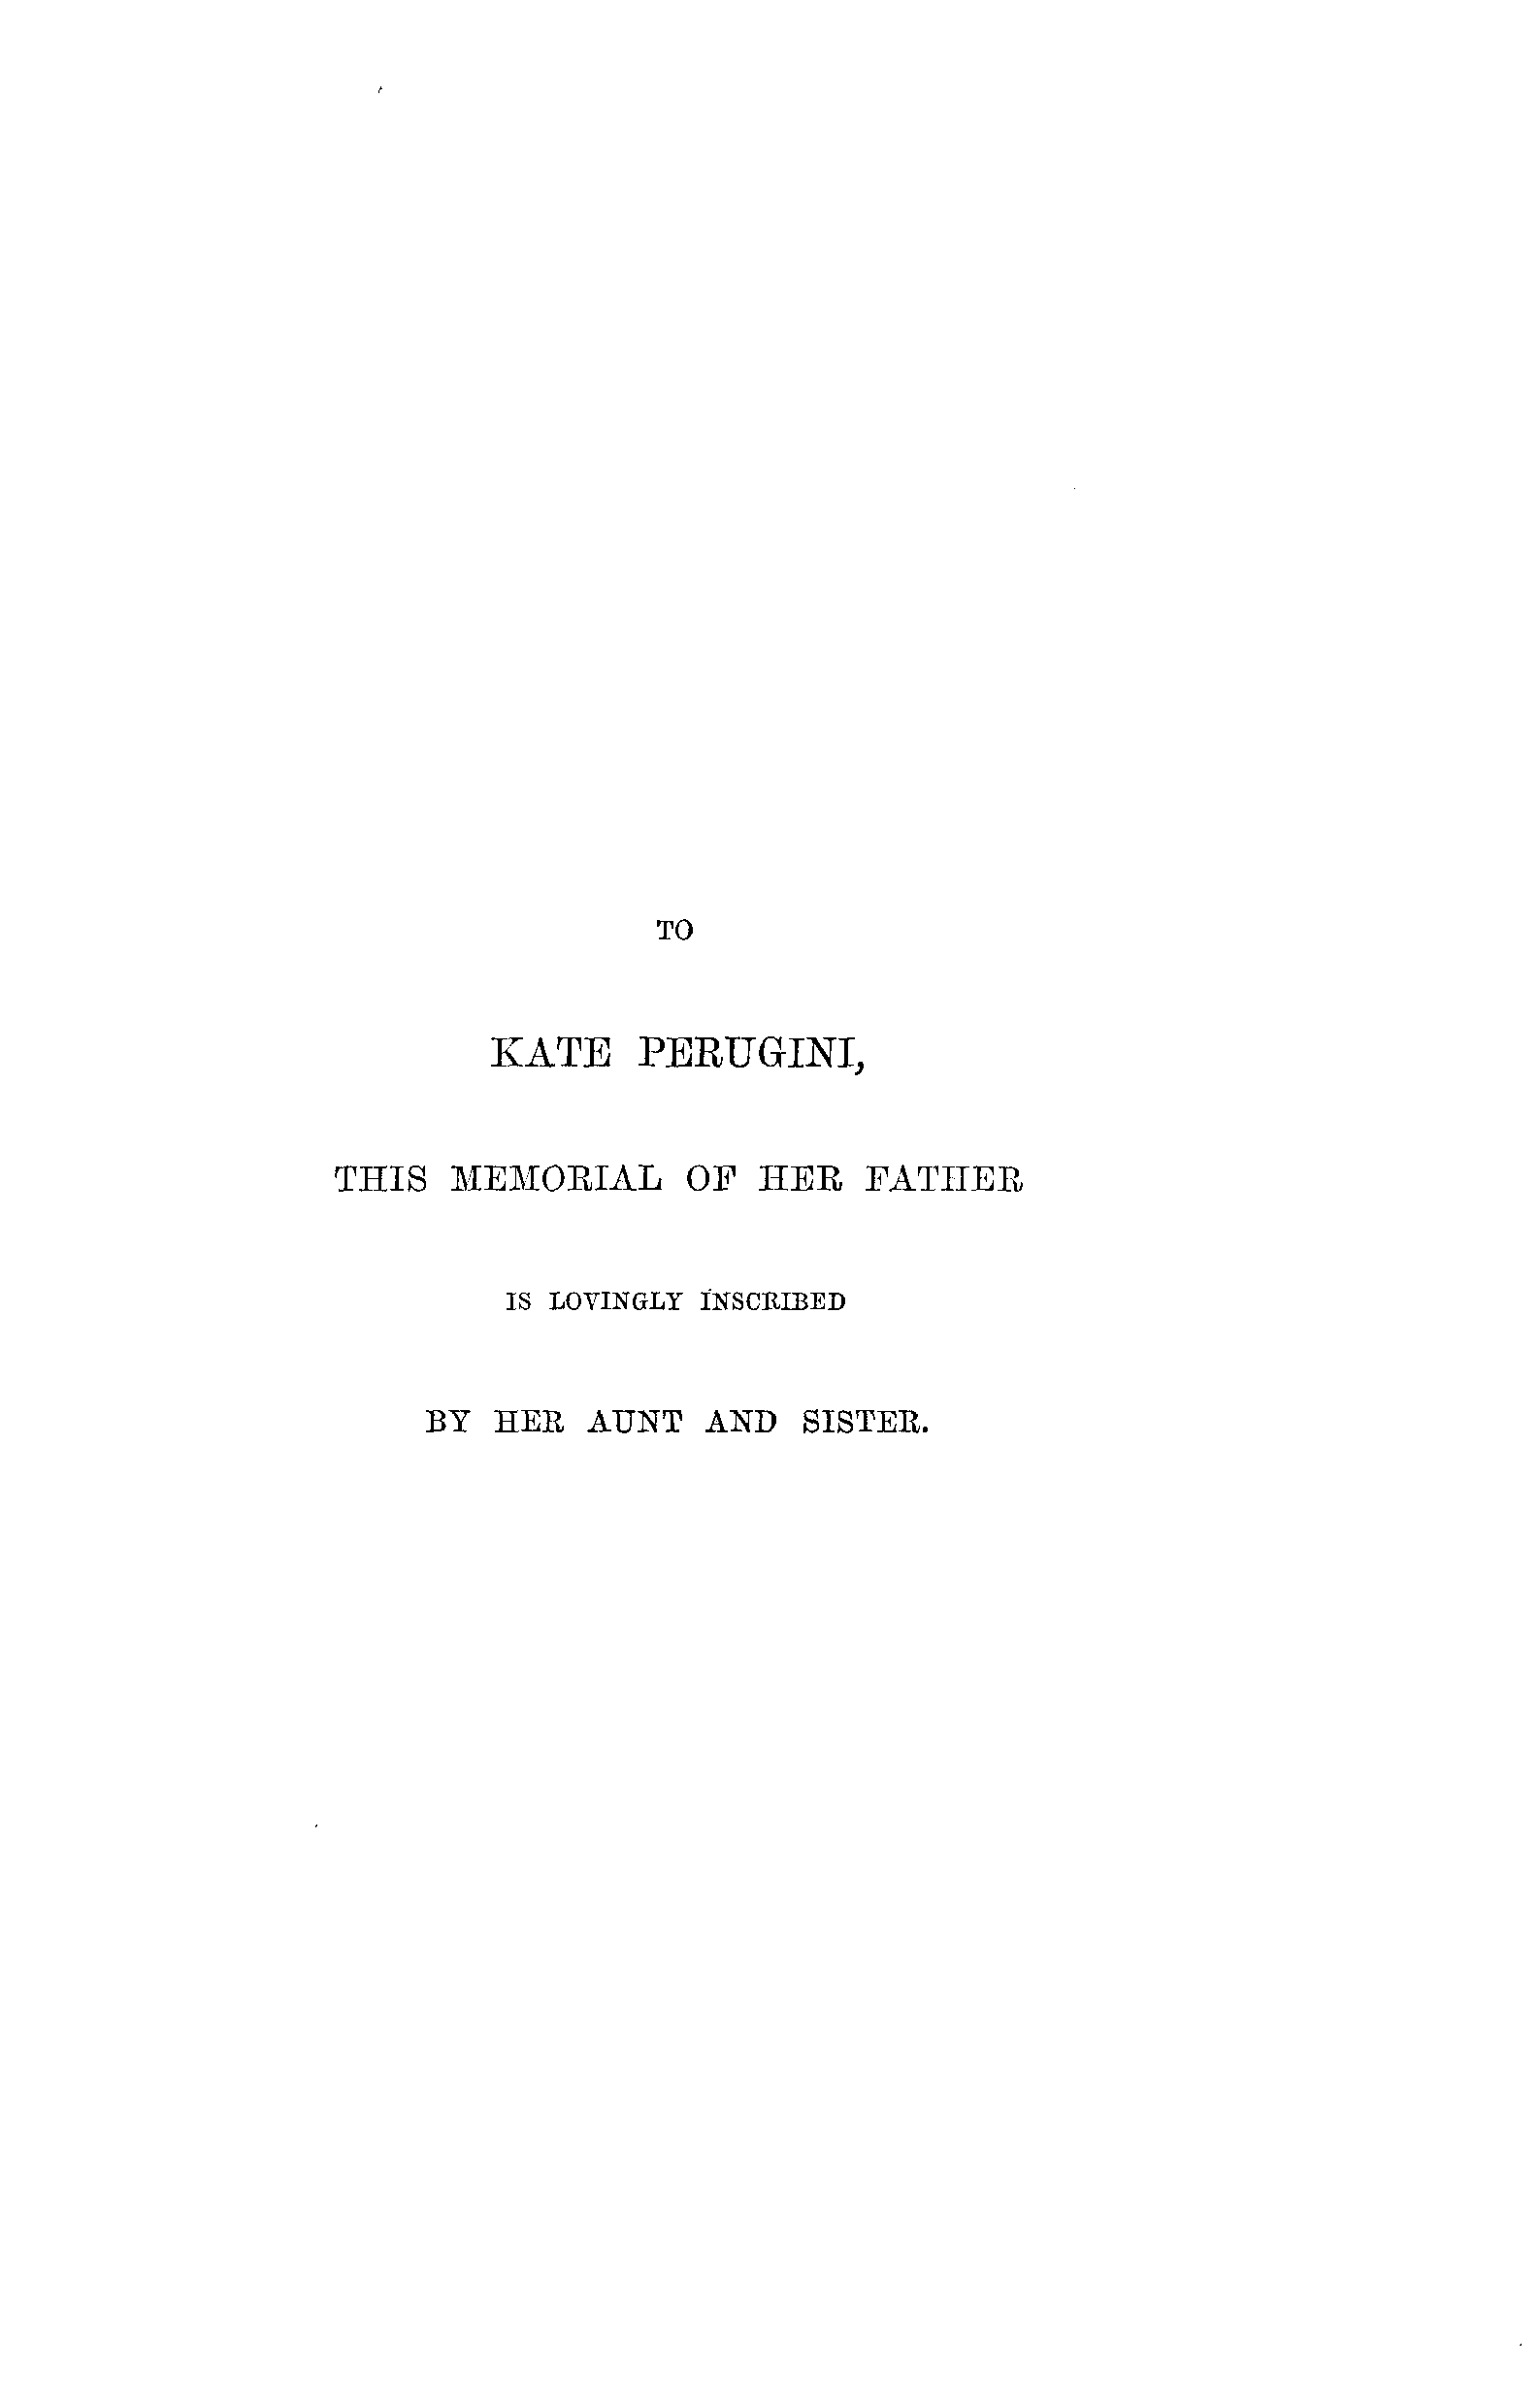 TO
KATE PERUGINI,
THIS MEMORIAL OF HER FATHER
IS LOVINGLY INSCRIBED
BY HER AUNT AND SISTER.